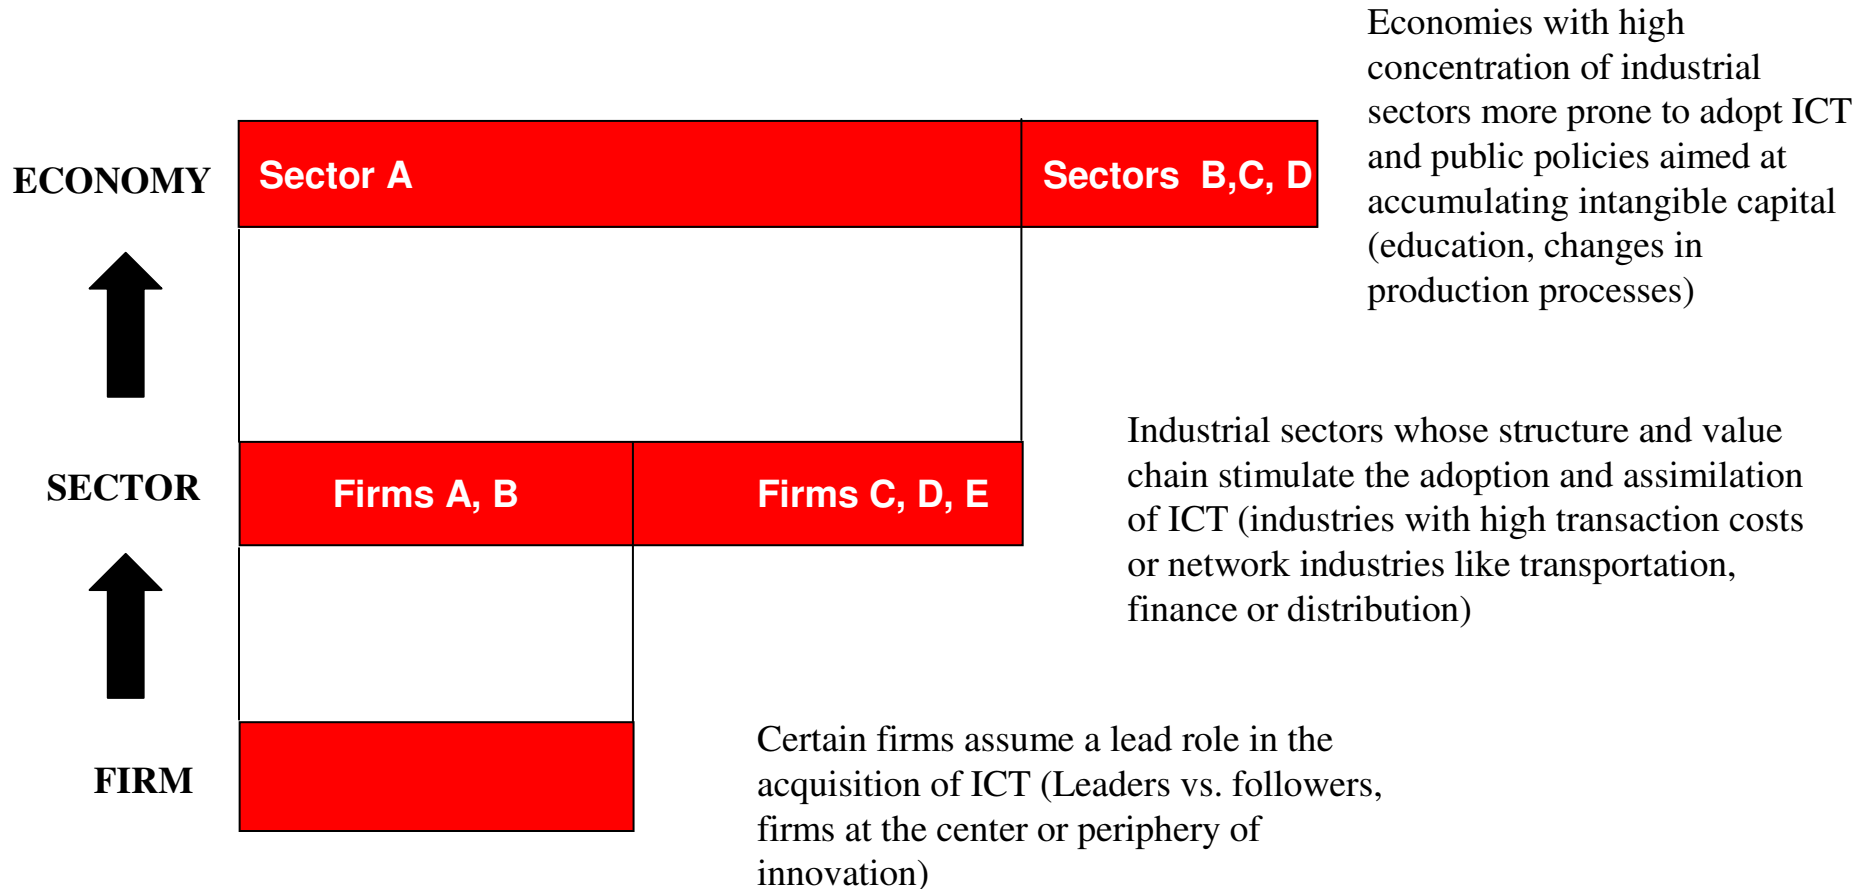 Economies with high
concentration of industrial
sectors more prone to adopt ICT
and public policies aimed at
accumulating intangible capital
(education, changes in
production processes)
ECONOMY
Sector A
Sectors B,C, D
Industrial sectors whose structure and value
chain stimulate the adoption and assimilation
of ICT (industries with high transaction costs
or network industries like transportation,
finance or distribution)
SECTOR
Firms A, B
Firms C, D, E
Certain firms assume a lead role in the
acquisition of ICT (Leaders vs. followers,
firms at the center or periphery of
innovation)
FIRM